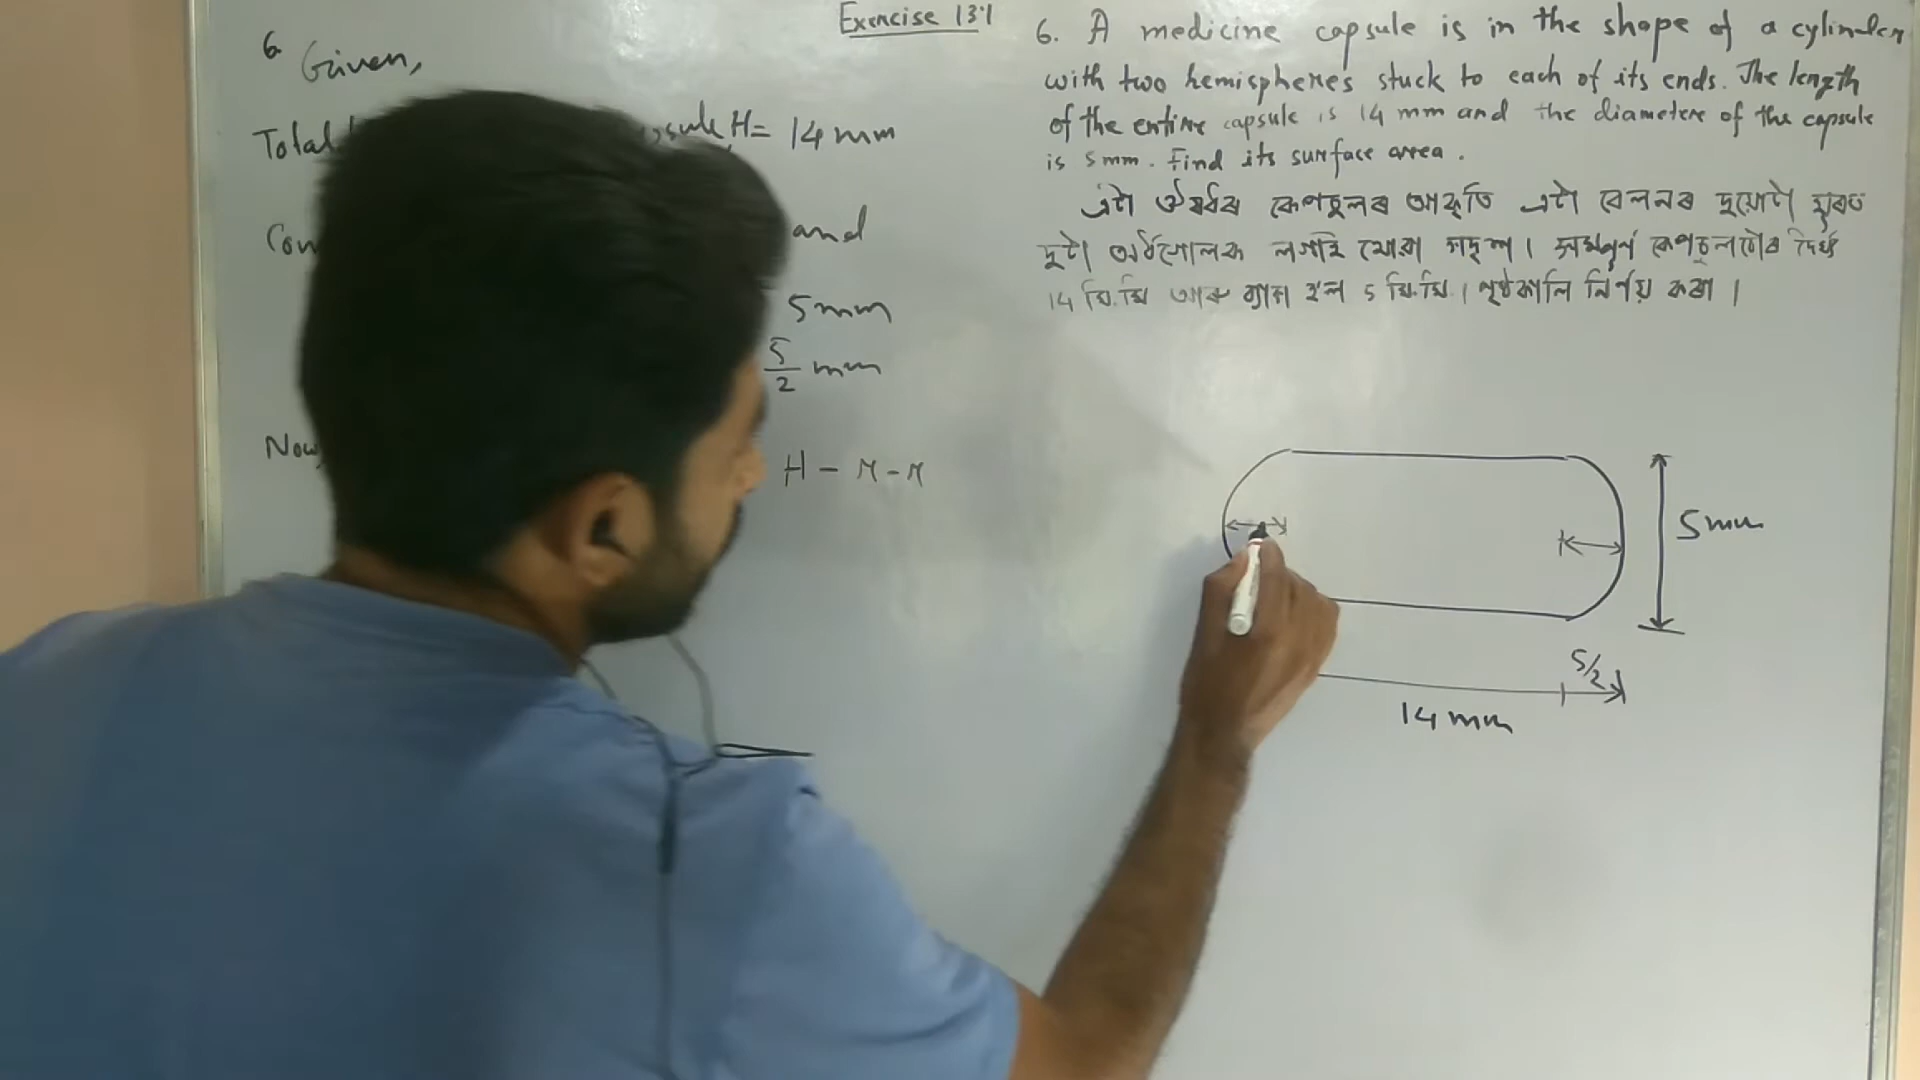 Exercise 13.1
6. Given,
Total H = 14 mm
and
5mm
5/2 mm
Now,
H - r - r
6. A medicine capsule is in the shape of a cylinder
with two hemispheres stuck to each of its ends. The length
of the entire capsule is 14 mm and the diameter of the capsule
is 5mm. Find its surface area.
এটা ঔষধৰ কেপচুলৰ আকৃতি এটা বেলনৰ দুয়োটা মূৰত
দুটা অৰ্ধগোলক লগাই থোৱা সদৃশ। সম্পূৰ্ণ কেপচুলটোৰ দৈৰ্ঘ্য
14 মি.মি আৰু ব্যাস হ'ল 5 মি.মি। পৃষ্ঠকালি নিৰ্ণয় কৰা।
5mm
5/2
14 mm